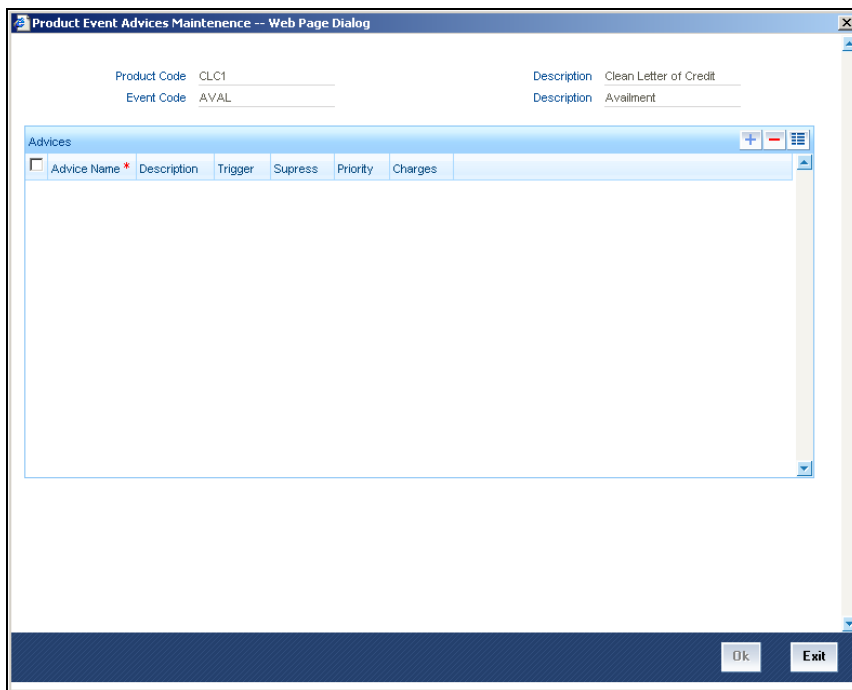 Product Event Advices Maintenence -- Web Page Dialog
Product Code CLC1 Description Clean Letter of Credit
Event Code AVAL Description Availment
Advices
Advice Name * Description Trigger Supress Priority Charges
Ok Exit